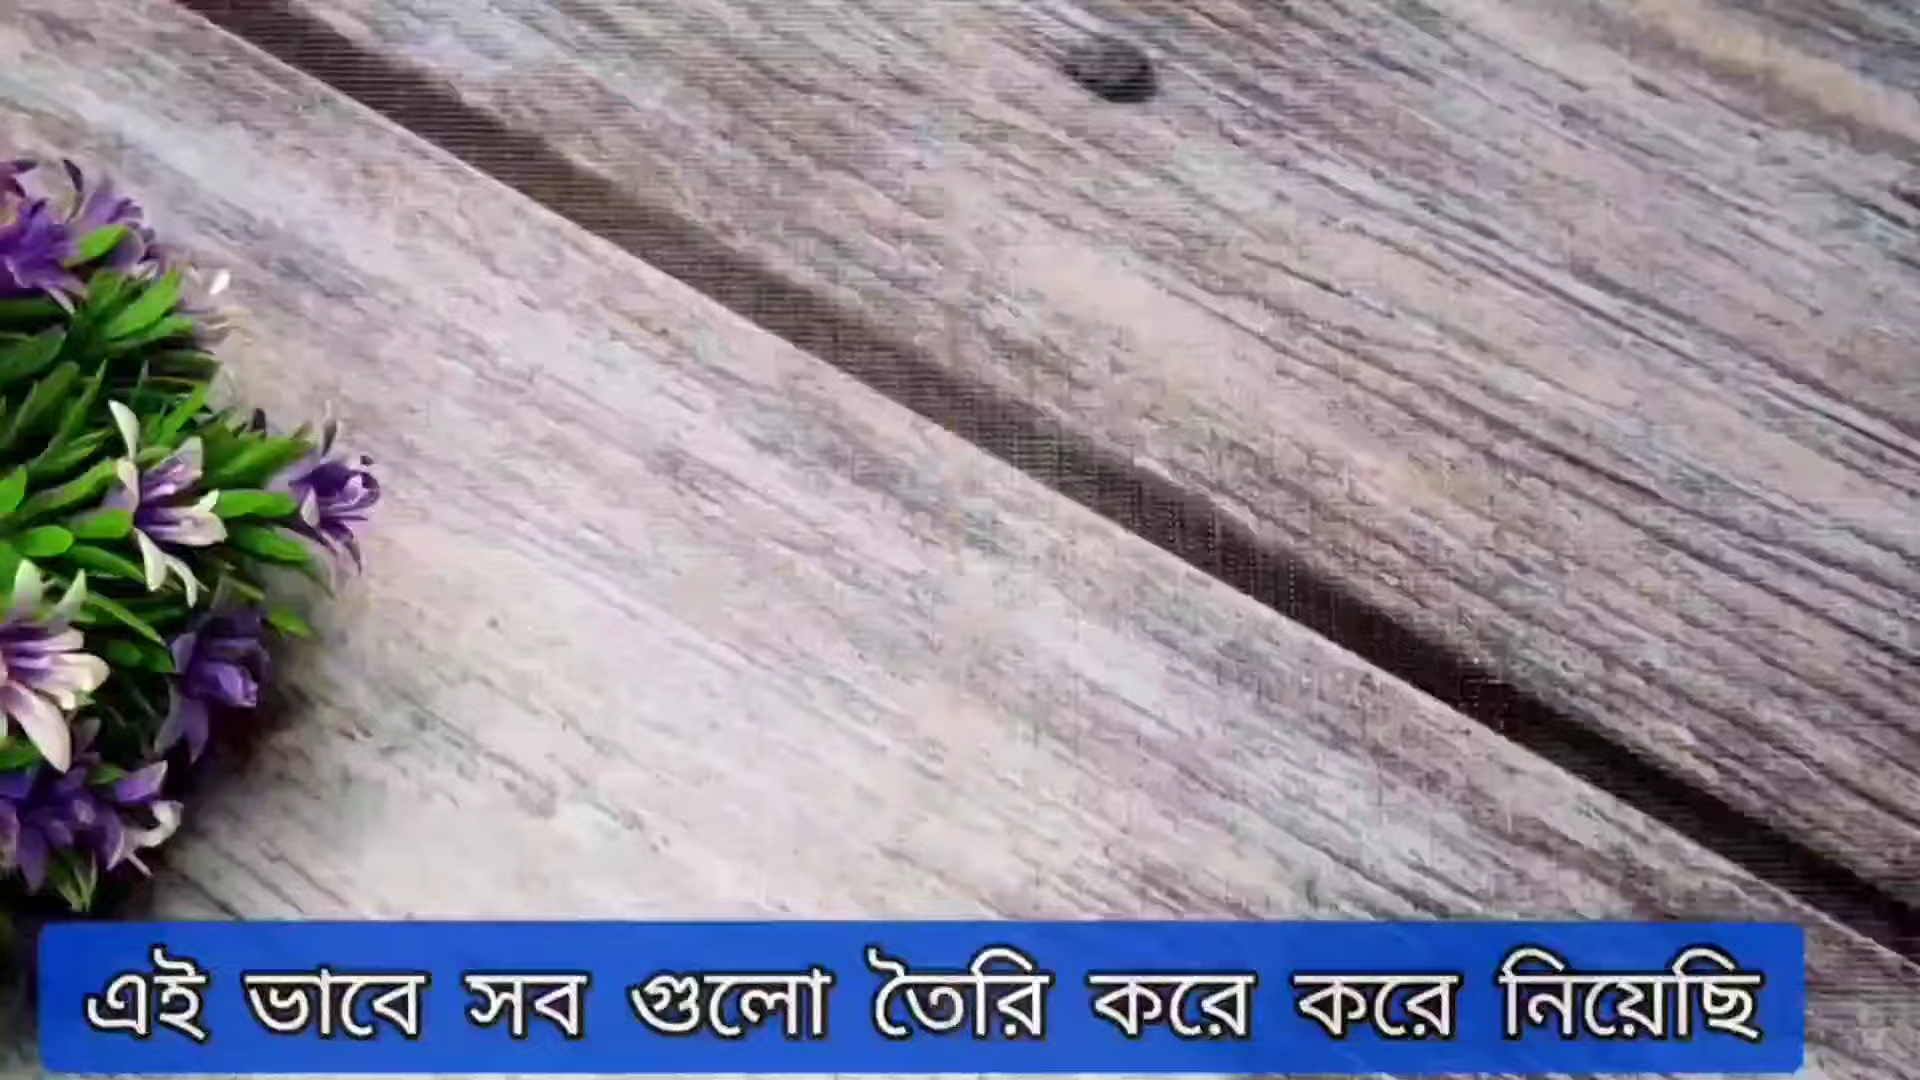 এই ভাবে সব গুলো তৈরি করে করে নিয়েছি